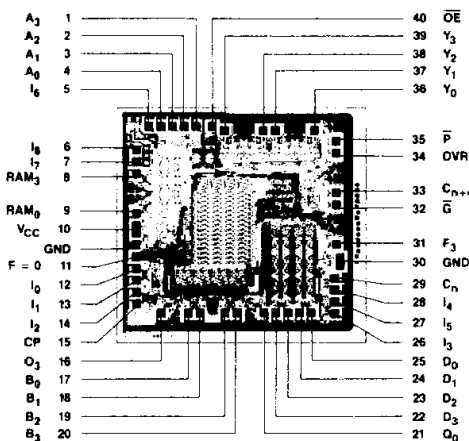 A₃ 1
A₂ 2
A₁ 3
A₀ 4
I₆ 5
I₈ 6
I₇ 7
RAM₃ 8
RAM₀ 9
VCC 10
GND
F = 0 11
I₀ 12
I₁ 13
I₂ 14
CP 15
Q₃ 16
B₀ 17
B₁ 18
B₂ 19
B₃ 20
40 O̅E̅
39 Y₃
38 Y₂
37 Y₁
36 Y₀
35 P̅
34 OVR
33 Cₙ₊₄
32 G̅
31 F₃
30 GND
29 Cₙ
28 I₄
27 I₅
26 I₃
25 D₀
24 D₁
23 D₂
22 D₃
21 Q₀